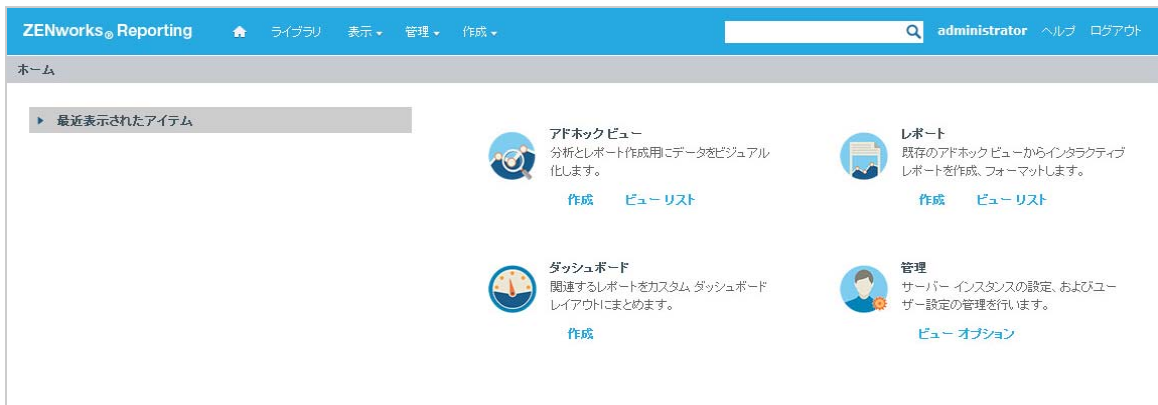 ZENworks® Reporting ライブラリ 表示 管理 作成 administrator ヘルプ ログアウト
ホーム
最近表示されたアイテム
アドホック ビュー
分析とレポート作成用にデータをビジュアル
化します。
作成 ビュー リスト
レポート
既存のアドホック ビューからインタラクティブ
レポートを作成、フォーマットします。
作成 ビュー リスト
ダッシュボード
関連するレポートをカスタム ダッシュボード
レイアウトにまとめます。
作成
管理
サーバー インスタンスの設定、およびユー
ザー設定の管理を行います。
ビュー オプション